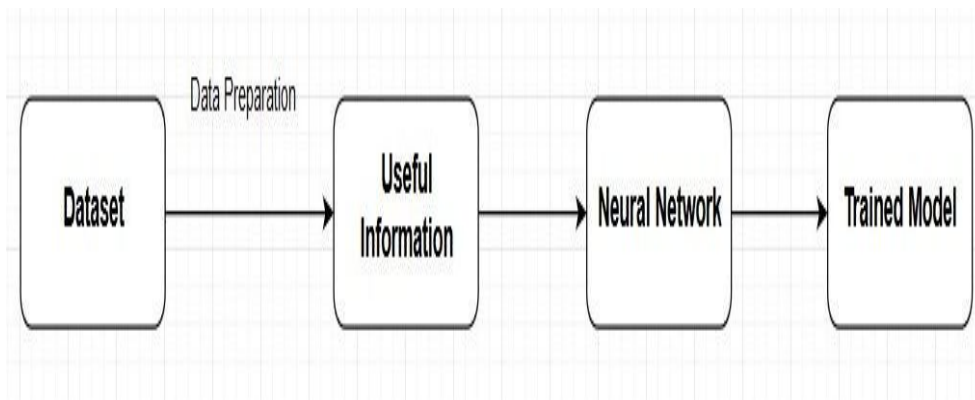 Data Preparation
Dataset
Useful
Information
Neural Network
Trained Model